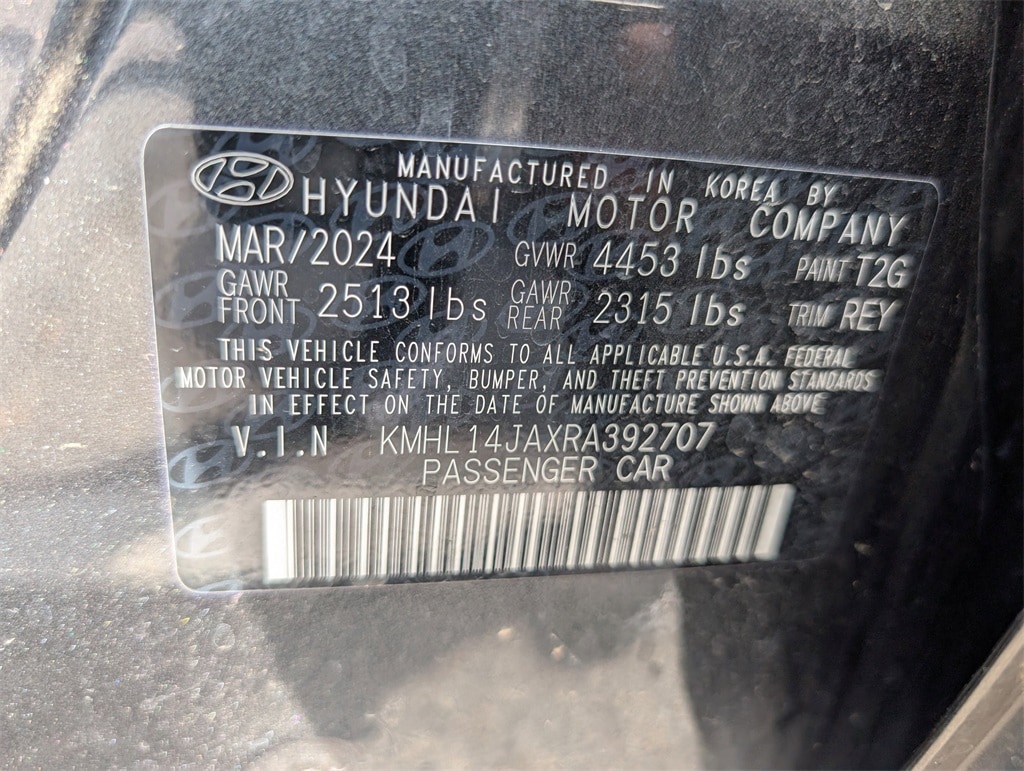 MANUFACTURED IN KOREA BY
HYUNDAI MOTOR COMPANY
MAR/2024 GVWR 4453 lbs PAINT T2G
GAWR FRONT 2513 lbs GAWR REAR 2315 lbs TRIM REY
THIS VEHICLE CONFORMS TO ALL APPLICABLE U.S.A. FEDERAL
MOTOR VEHICLE SAFETY, BUMPER, AND THEFT PREVENTION STANDARDS
IN EFFECT ON THE DATE OF MANUFACTURE SHOWN ABOVE
V.I.N KMHL14JAXRA392707
PASSENGER CAR